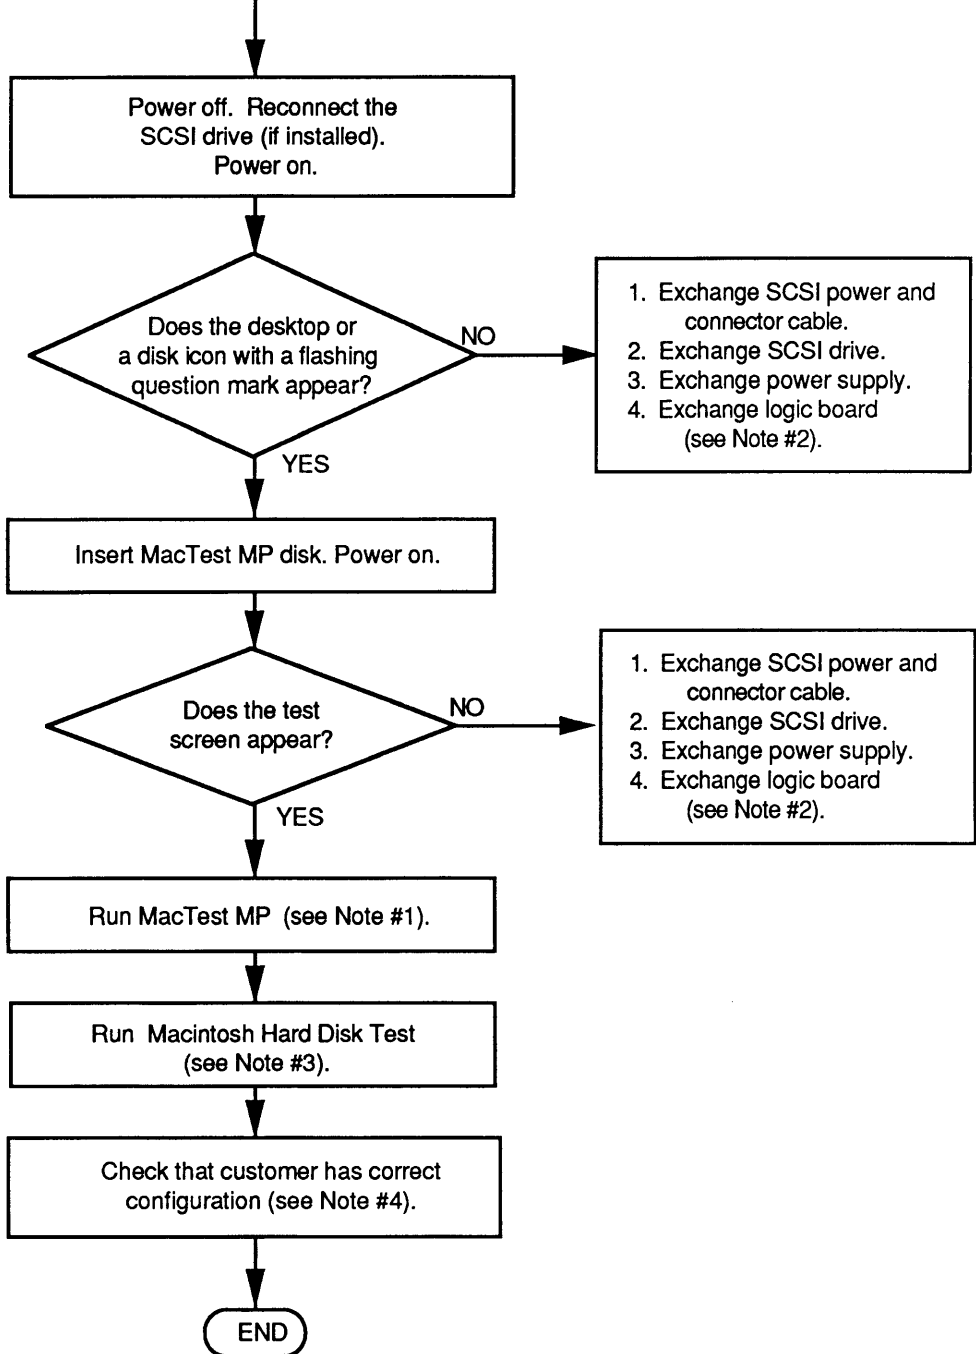 Power off. Reconnect the
SCSI drive (if installed).
Power on.
Does the desktop or
a disk icon with a flashing
question mark appear?
NO
1. Exchange SCSI power and
connector cable.
2. Exchange SCSI drive.
3. Exchange power supply.
4. Exchange logic board
(see Note #2).
YES
Insert MacTest MP disk. Power on.
Does the test
screen appear?
NO
1. Exchange SCSI power and
connector cable.
2. Exchange SCSI drive.
3. Exchange power supply.
4. Exchange logic board
(see Note #2).
YES
Run MacTest MP (see Note #1).
Run Macintosh Hard Disk Test
(see Note #3).
Check that customer has correct
configuration (see Note #4).
END